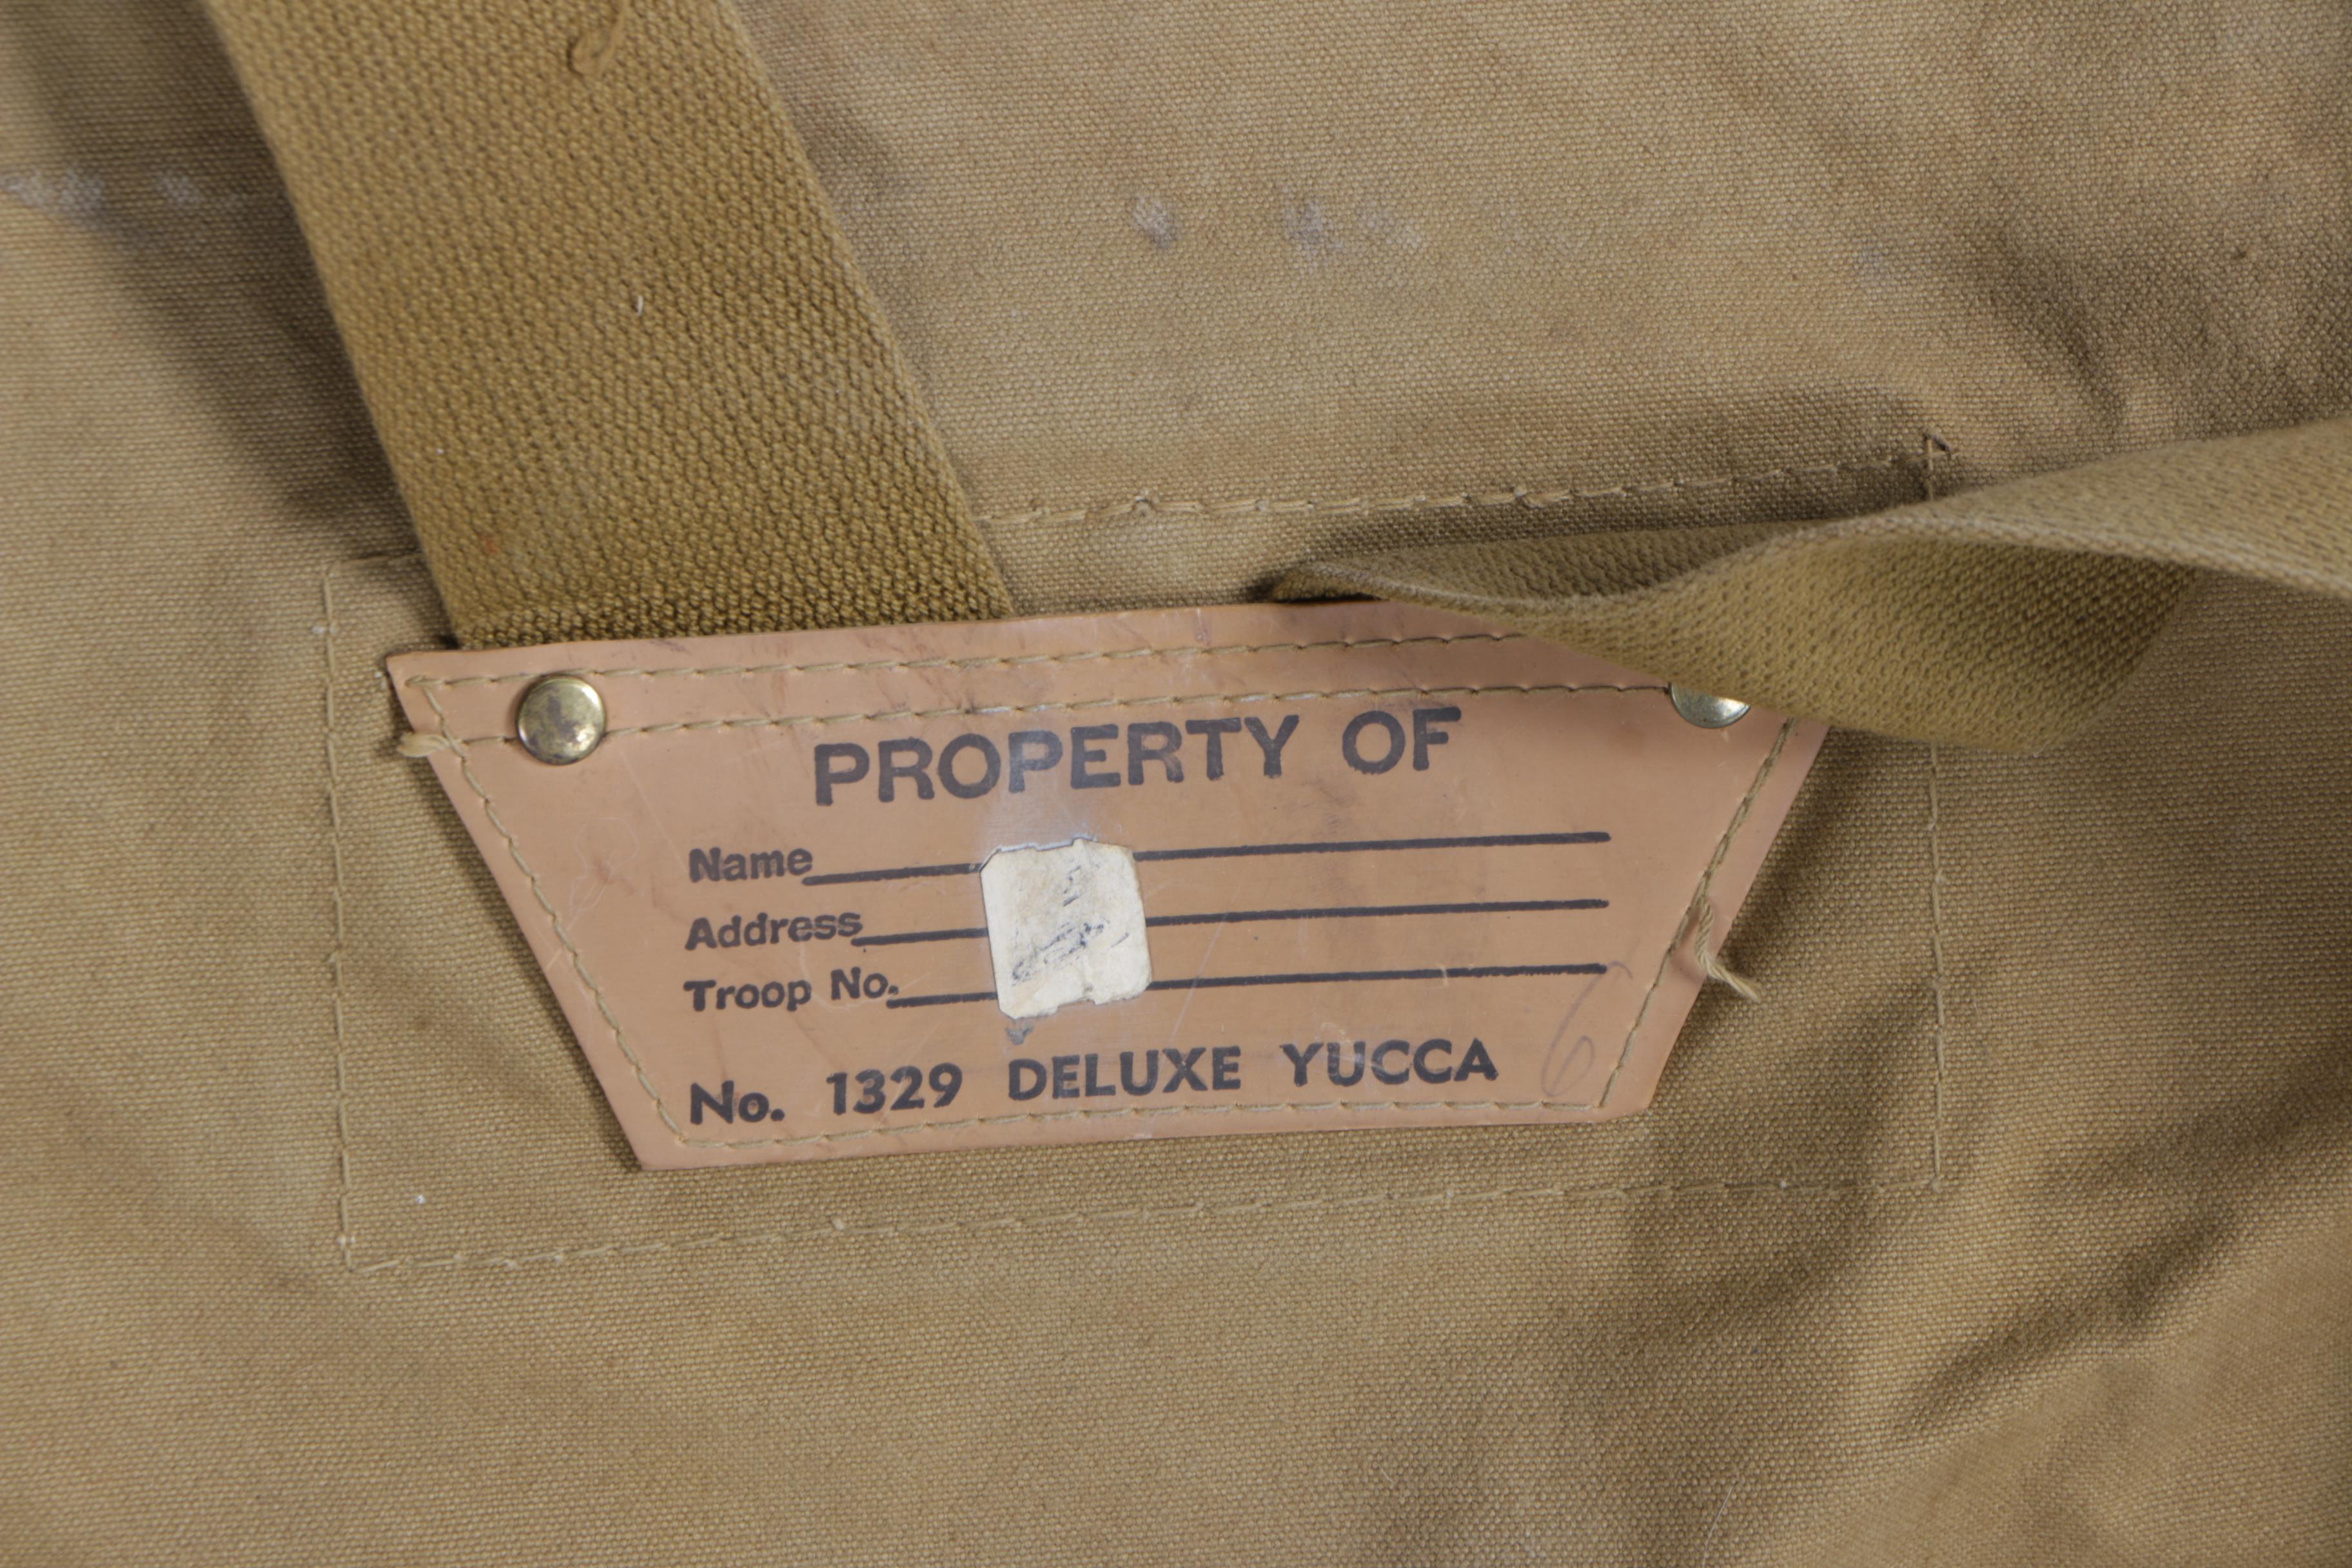 PROPERTY OF
Name
Address
Troop No.
No. 1329 DELUXE YUCCA